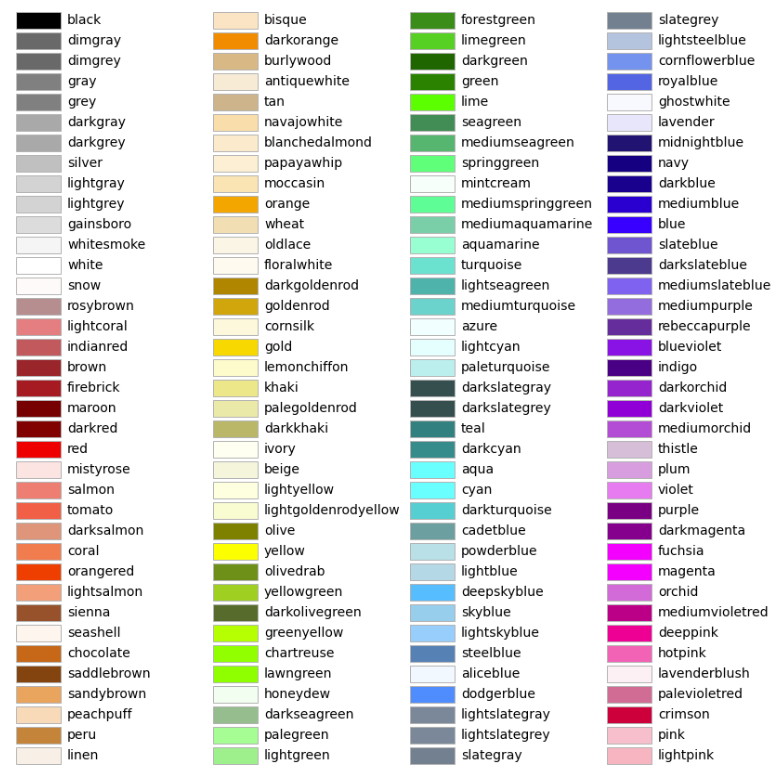 black
dimgray
dimgrey
gray
grey
darkgray
darkgrey
silver
lightgray
lightgrey
gainsboro
whitesmoke
white
snow
rosybrown
lightcoral
indianred
brown
firebrick
maroon
darkred
red
mistyrose
salmon
tomato
darksalmon
coral
orangered
lightsalmon
sienna
seashell
chocolate
saddlebrown
sandybrown
peachpuff
peru
linen
bisque
darkorange
burlywood
antiquewhite
tan
navajowhite
blanchedalmond
papayawhip
moccasin
orange
wheat
oldlace
floralwhite
darkgoldenrod
goldenrod
cornsilk
gold
lemonchiffon
khaki
palegoldenrod
darkkhaki
ivory
beige
lightyellow
lightgoldenrodyellow
olive
yellow
olivedrab
yellowgreen
darkolivegreen
greenyellow
chartreuse
lawngreen
honeydew
darkseagreen
palegreen
lightgreen
forestgreen
limegreen
darkgreen
green
lime
seagreen
mediumseagreen
springgreen
mintcream
mediumspringgreen
mediumaquamarine
aquamarine
turquoise
lightseagreen
mediumturquoise
azure
lightcyan
paleturquoise
darkslategray
darkslategrey
teal
darkcyan
aqua
cyan
darkturquoise
cadetblue
powderblue
lightblue
deepskyblue
skyblue
lightskyblue
steelblue
aliceblue
dodgerblue
lightslategray
lightslategrey
slategray
slategrey
lightsteelblue
cornflowerblue
royalblue
ghostwhite
lavender
midnightblue
navy
darkblue
mediumblue
blue
slateblue
darkslateblue
mediumslateblue
mediumpurple
rebeccapurple
blueviolet
indigo
darkorchid
darkviolet
mediumorchid
thistle
plum
violet
purple
darkmagenta
fuchsia
magenta
orchid
mediumvioletred
deeppink
hotpink
lavenderblush
palevioletred
crimson
pink
lightpink